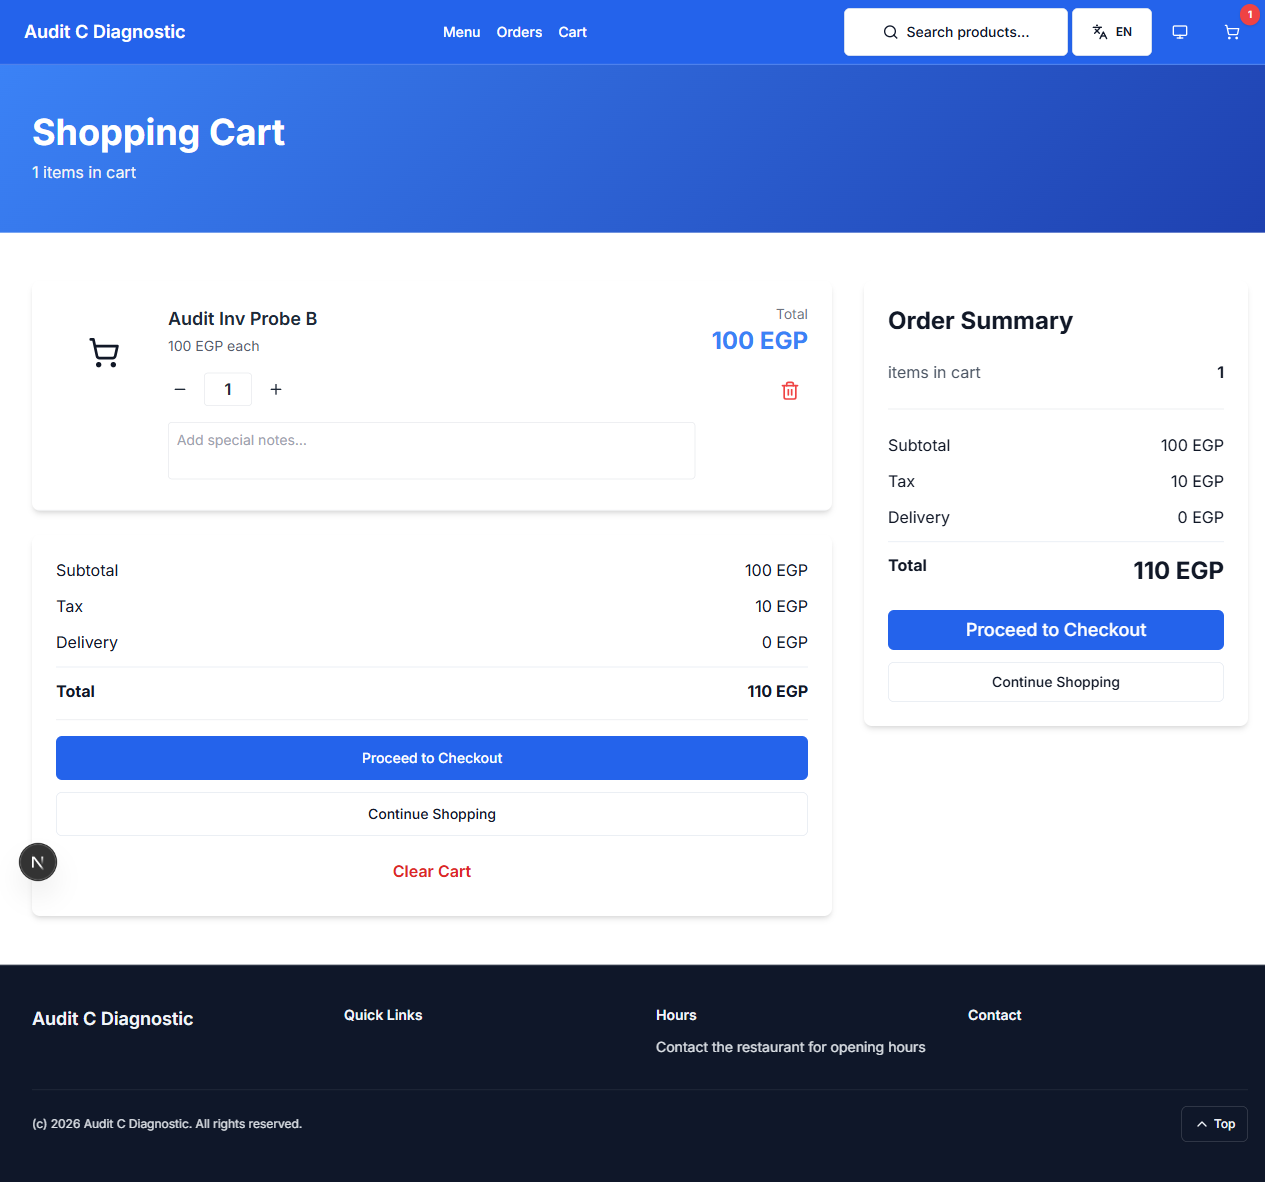 Audit C Diagnostic
Menu Orders Cart
Search products...
EN
1
Shopping Cart
1 items in cart
Audit Inv Probe B
100 EGP each
1
Add special notes...
Total
100 EGP
Subtotal 100 EGP
Tax 10 EGP
Delivery 0 EGP
Total 110 EGP
Proceed to Checkout
Continue Shopping
Clear Cart
Order Summary
items in cart 1
Subtotal 100 EGP
Tax 10 EGP
Delivery 0 EGP
Total 110 EGP
Proceed to Checkout
Continue Shopping
N
Audit C Diagnostic
Quick Links
Hours
Contact the restaurant for opening hours
Contact
(c) 2026 Audit C Diagnostic. All rights reserved.
Top